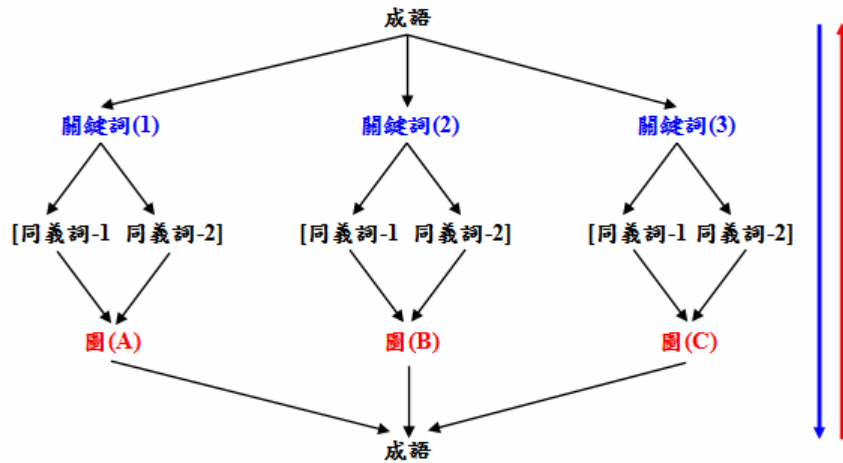 成語
關鍵詞(1) 關鍵詞(2) 關鍵詞(3)
[同義詞-1 同義詞-2] [同義詞-1 同義詞-2] [同義詞-1 同義詞-2]
圖(A) 圖(B) 圖(C)
成語